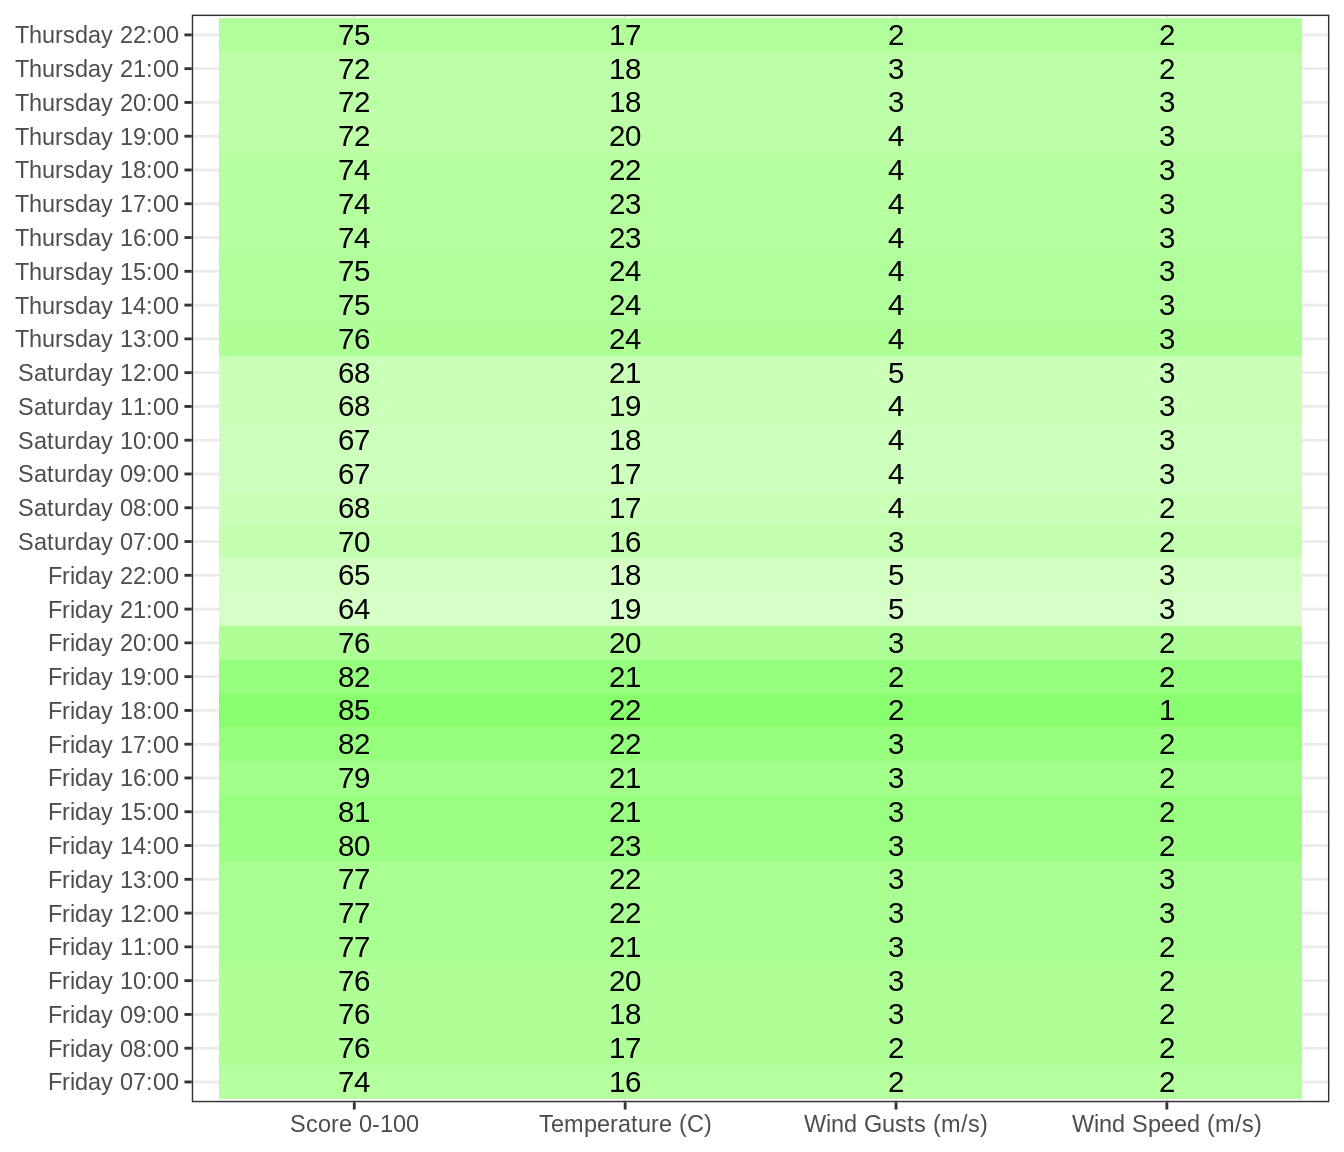 Thursday 22:00 75 17 2 2
Thursday 21:00 72 18 3 2
Thursday 20:00 72 18 3 3
Thursday 19:00 72 20 4 3
Thursday 18:00 74 22 4 3
Thursday 17:00 74 23 4 3
Thursday 16:00 74 23 4 3
Thursday 15:00 75 24 4 3
Thursday 14:00 75 24 4 3
Thursday 13:00 76 24 4 3
Saturday 12:00 68 21 5 3
Saturday 11:00 68 19 4 3
Saturday 10:00 67 18 4 3
Saturday 09:00 67 17 4 3
Saturday 08:00 68 17 4 2
Saturday 07:00 70 16 3 2
Friday 22:00 65 18 5 3
Friday 21:00 64 19 5 3
Friday 20:00 76 20 3 2
Friday 19:00 82 21 2 2
Friday 18:00 85 22 2 1
Friday 17:00 82 22 3 2
Friday 16:00 79 21 3 2
Friday 15:00 81 21 3 2
Friday 14:00 80 23 3 2
Friday 13:00 77 22 3 3
Friday 12:00 77 22 3 3
Friday 11:00 77 21 3 2
Friday 10:00 76 20 3 2
Friday 09:00 76 18 3 2
Friday 08:00 76 17 2 2
Friday 07:00 74 16 2 2
Score 0-100 Temperature (C) Wind Gusts (m/s) Wind Speed (m/s)